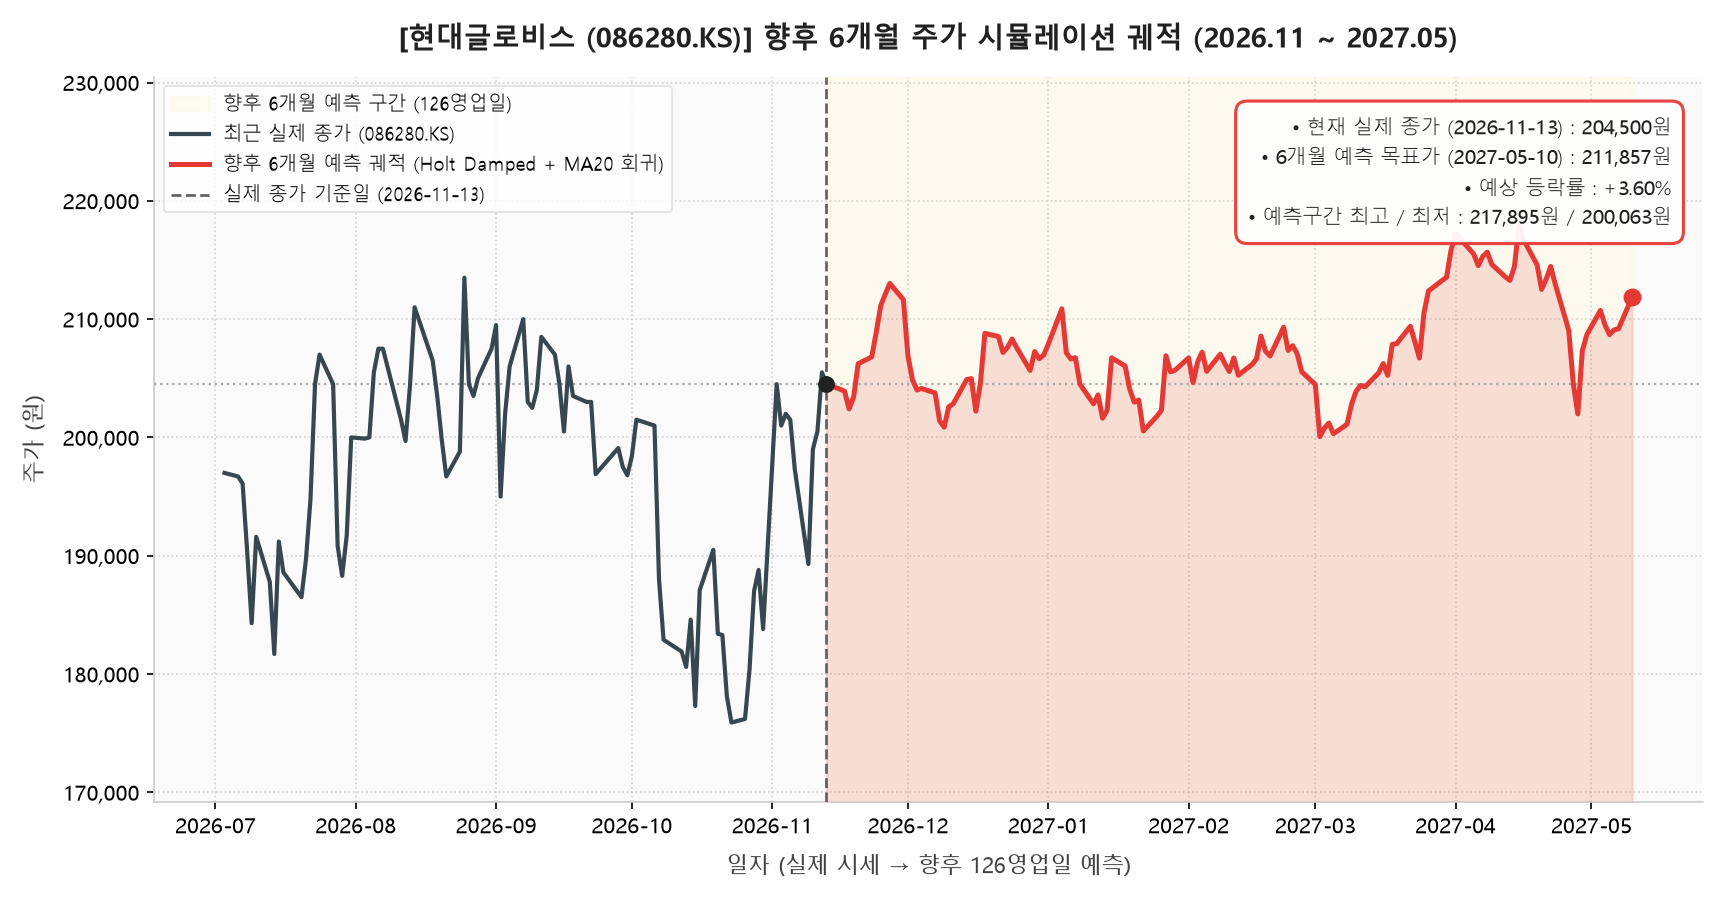 [현대글로비스 (086280.KS)] 향후 6개월 주가 시뮬레이션 궤적 (2026.11 ~ 2027.05)
230,000
220,000
210,000
200,000
190,000
180,000
170,000
주가 (원)
향후 6개월 예측 구간 (126영업일)
최근 실제 종가 (086280.KS)
향후 6개월 예측 궤적 (Holt Damped + MA20 회귀)
실제 종가 기준일 (2026-11-13)
• 현재 실제 종가 (2026-11-13) : 204,500원
• 6개월 예측 목표가 (2027-05-10) : 211,857원
• 예상 등락률 : +3.60%
• 예측구간 최고 / 최저 : 217,895원 / 200,063원
2026-07
2026-08
2026-09
2026-10
2026-11
2026-12
2027-01
2027-02
2027-03
2027-04
2027-05
일자 (실제 시세 → 향후 126영업일 예측)